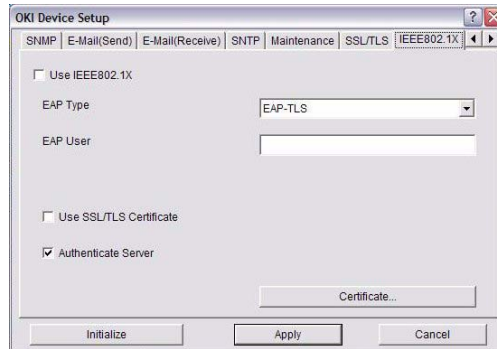 OKI Device Setup
SNMP E-Mail(Send) E-Mail(Receive) SNTP Maintenance SSL/TLS IEEE802.1X
Use IEEE802.1X
EAP Type EAP-TLS
EAP User
Use SSL/TLS Certificate
Authenticate Server
Certificate...
Initialize Apply Cancel